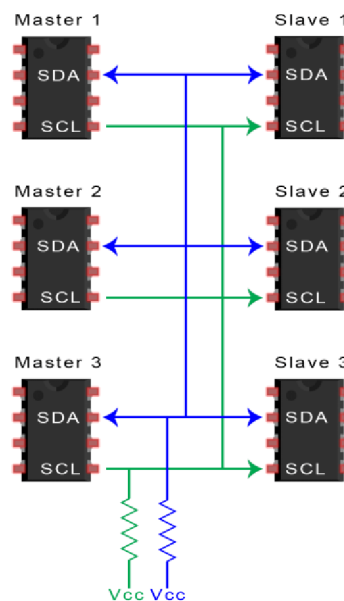 Master 1 Slave 1
SDA SDA
SCL SCL
Master 2 Slave 2
SDA SDA
SCL SCL
Master 3 Slave 3
SDA SDA
SCL SCL
Vcc Vcc